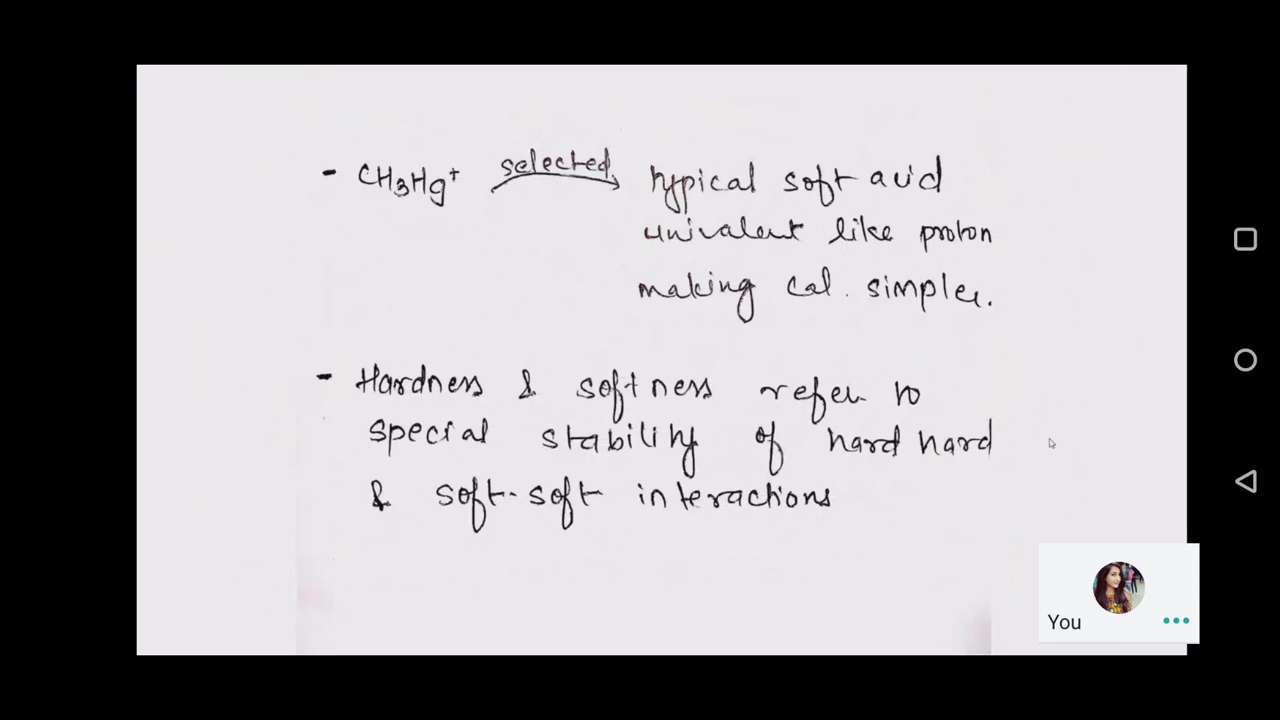 - CH3Hg+ selected typical soft acid
univalent like proton
making cal. simpler.
- Hardness & softness refer to
special stability of hard hard
& soft-soft interactions
You